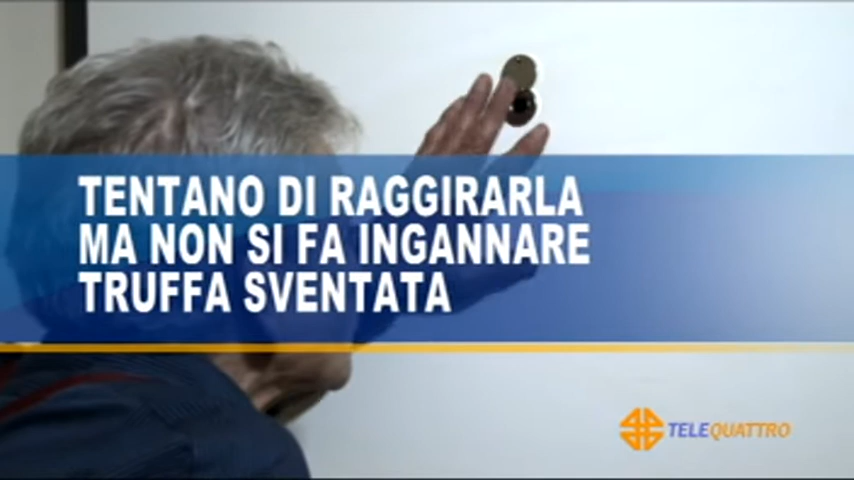 TENTANO DI RAGGIRARLA
MA NON SI FA INGANNARE
TRUFFA SVENTATA
TELEQUATTRO